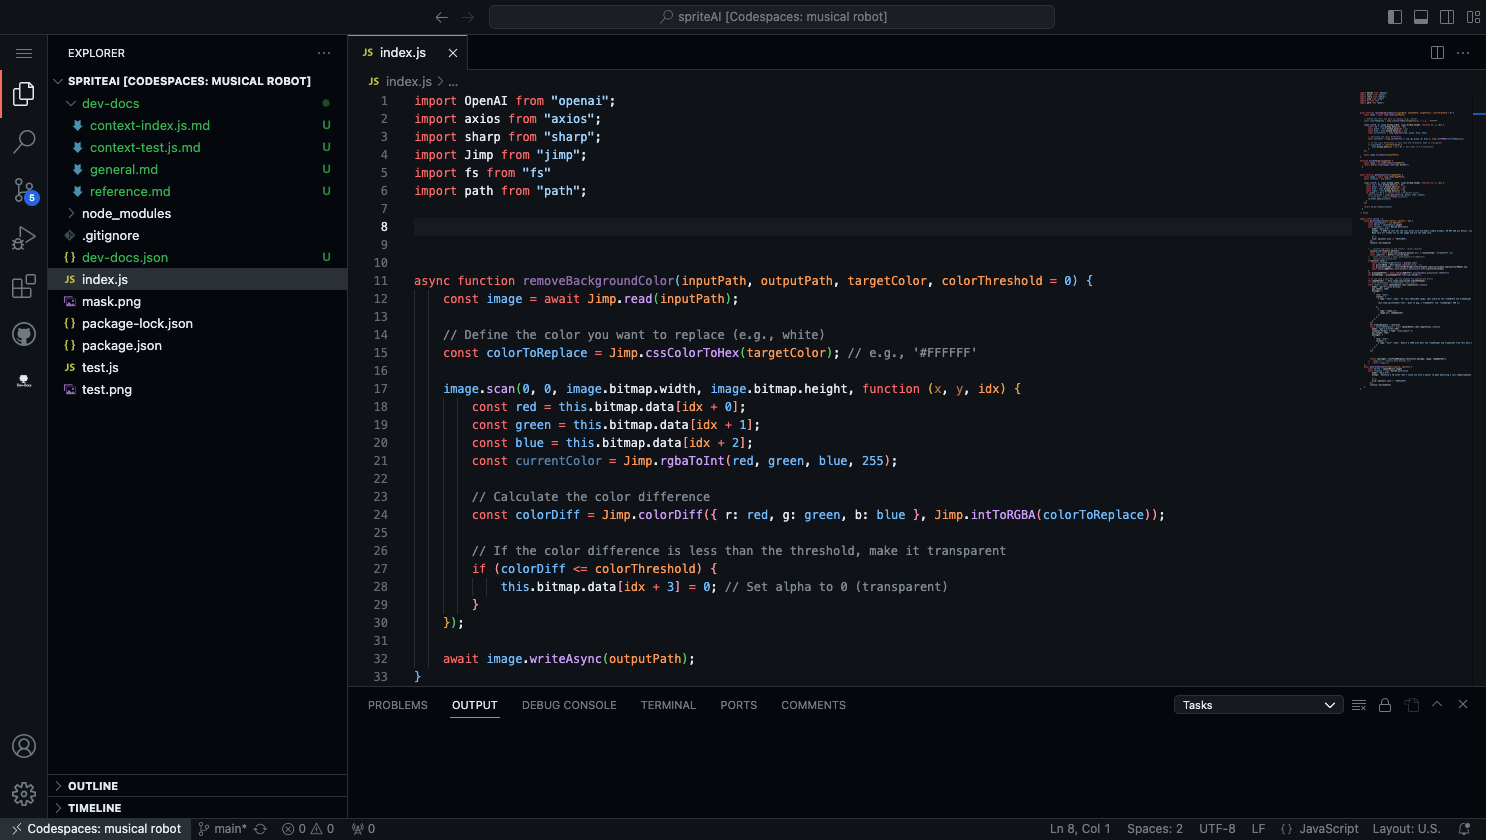 spriteAI [Codespaces: musical robot]
EXPLORER
SPRITEAI [CODESPACES: MUSICAL ROBOT]
dev-docs
context-index.js.md U
context-test.js.md U
general.md U
reference.md U
node_modules
.gitignore
{} dev-docs.json U
JS index.js
mask.png
{} package-lock.json
{} package.json
JS test.js
test.png
OUTLINE
TIMELINE
5
Dev-Docs
JS index.js
JS index.js > ...
1 import OpenAI from "openai";
2 import axios from "axios";
3 import sharp from "sharp";
4 import Jimp from "jimp";
5 import fs from "fs"
6 import path from "path";
7
8
9
10
11 async function removeBackgroundColor(inputPath, outputPath, targetColor, colorThreshold = 0) {
12 const image = await Jimp.read(inputPath);
13
14 // Define the color you want to replace (e.g., white)
15 const colorToReplace = Jimp.cssColorToHex(targetColor); // e.g., '#FFFFFF'
16
17 image.scan(0, 0, image.bitmap.width, image.bitmap.height, function (x, y, idx) {
18 const red = this.bitmap.data[idx + 0];
19 const green = this.bitmap.data[idx + 1];
20 const blue = this.bitmap.data[idx + 2];
21 const currentColor = Jimp.rgbaToInt(red, green, blue, 255);
22
23 // Calculate the color difference
24 const colorDiff = Jimp.colorDiff({ r: red, g: green, b: blue }, Jimp.intToRGBA(colorToReplace));
25
26 // If the color difference is less than the threshold, make it transparent
27 if (colorDiff <= colorThreshold) {
28 this.bitmap.data[idx + 3] = 0; // Set alpha to 0 (transparent)
29 }
30 });
31
32 await image.writeAsync(outputPath);
33 }
PROBLEMS OUTPUT DEBUG CONSOLE TERMINAL PORTS COMMENTS Tasks
Codespaces: musical robot main* 0 0 0 Ln 8, Col 1 Spaces: 2 UTF-8 LF {} JavaScript Layout: U.S.